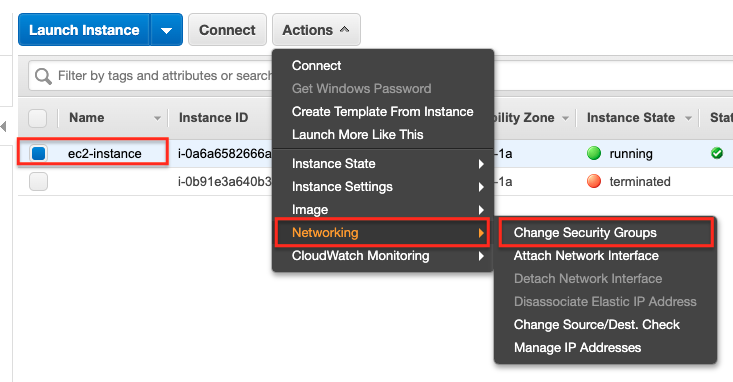 Launch Instance Connect Actions
Filter by tags and attributes or searc
Name Instance ID bility Zone Instance State Stat
ec2-instance i-0a6a6582666a -1a running
i-0b91e3a640b3 -1a terminated
Connect
Get Windows Password
Create Template From Instance
Launch More Like This
Instance State
Instance Settings
Image
Networking
CloudWatch Monitoring
Change Security Groups
Attach Network Interface
Detach Network Interface
Disassociate Elastic IP Address
Change Source/Dest. Check
Manage IP Addresses